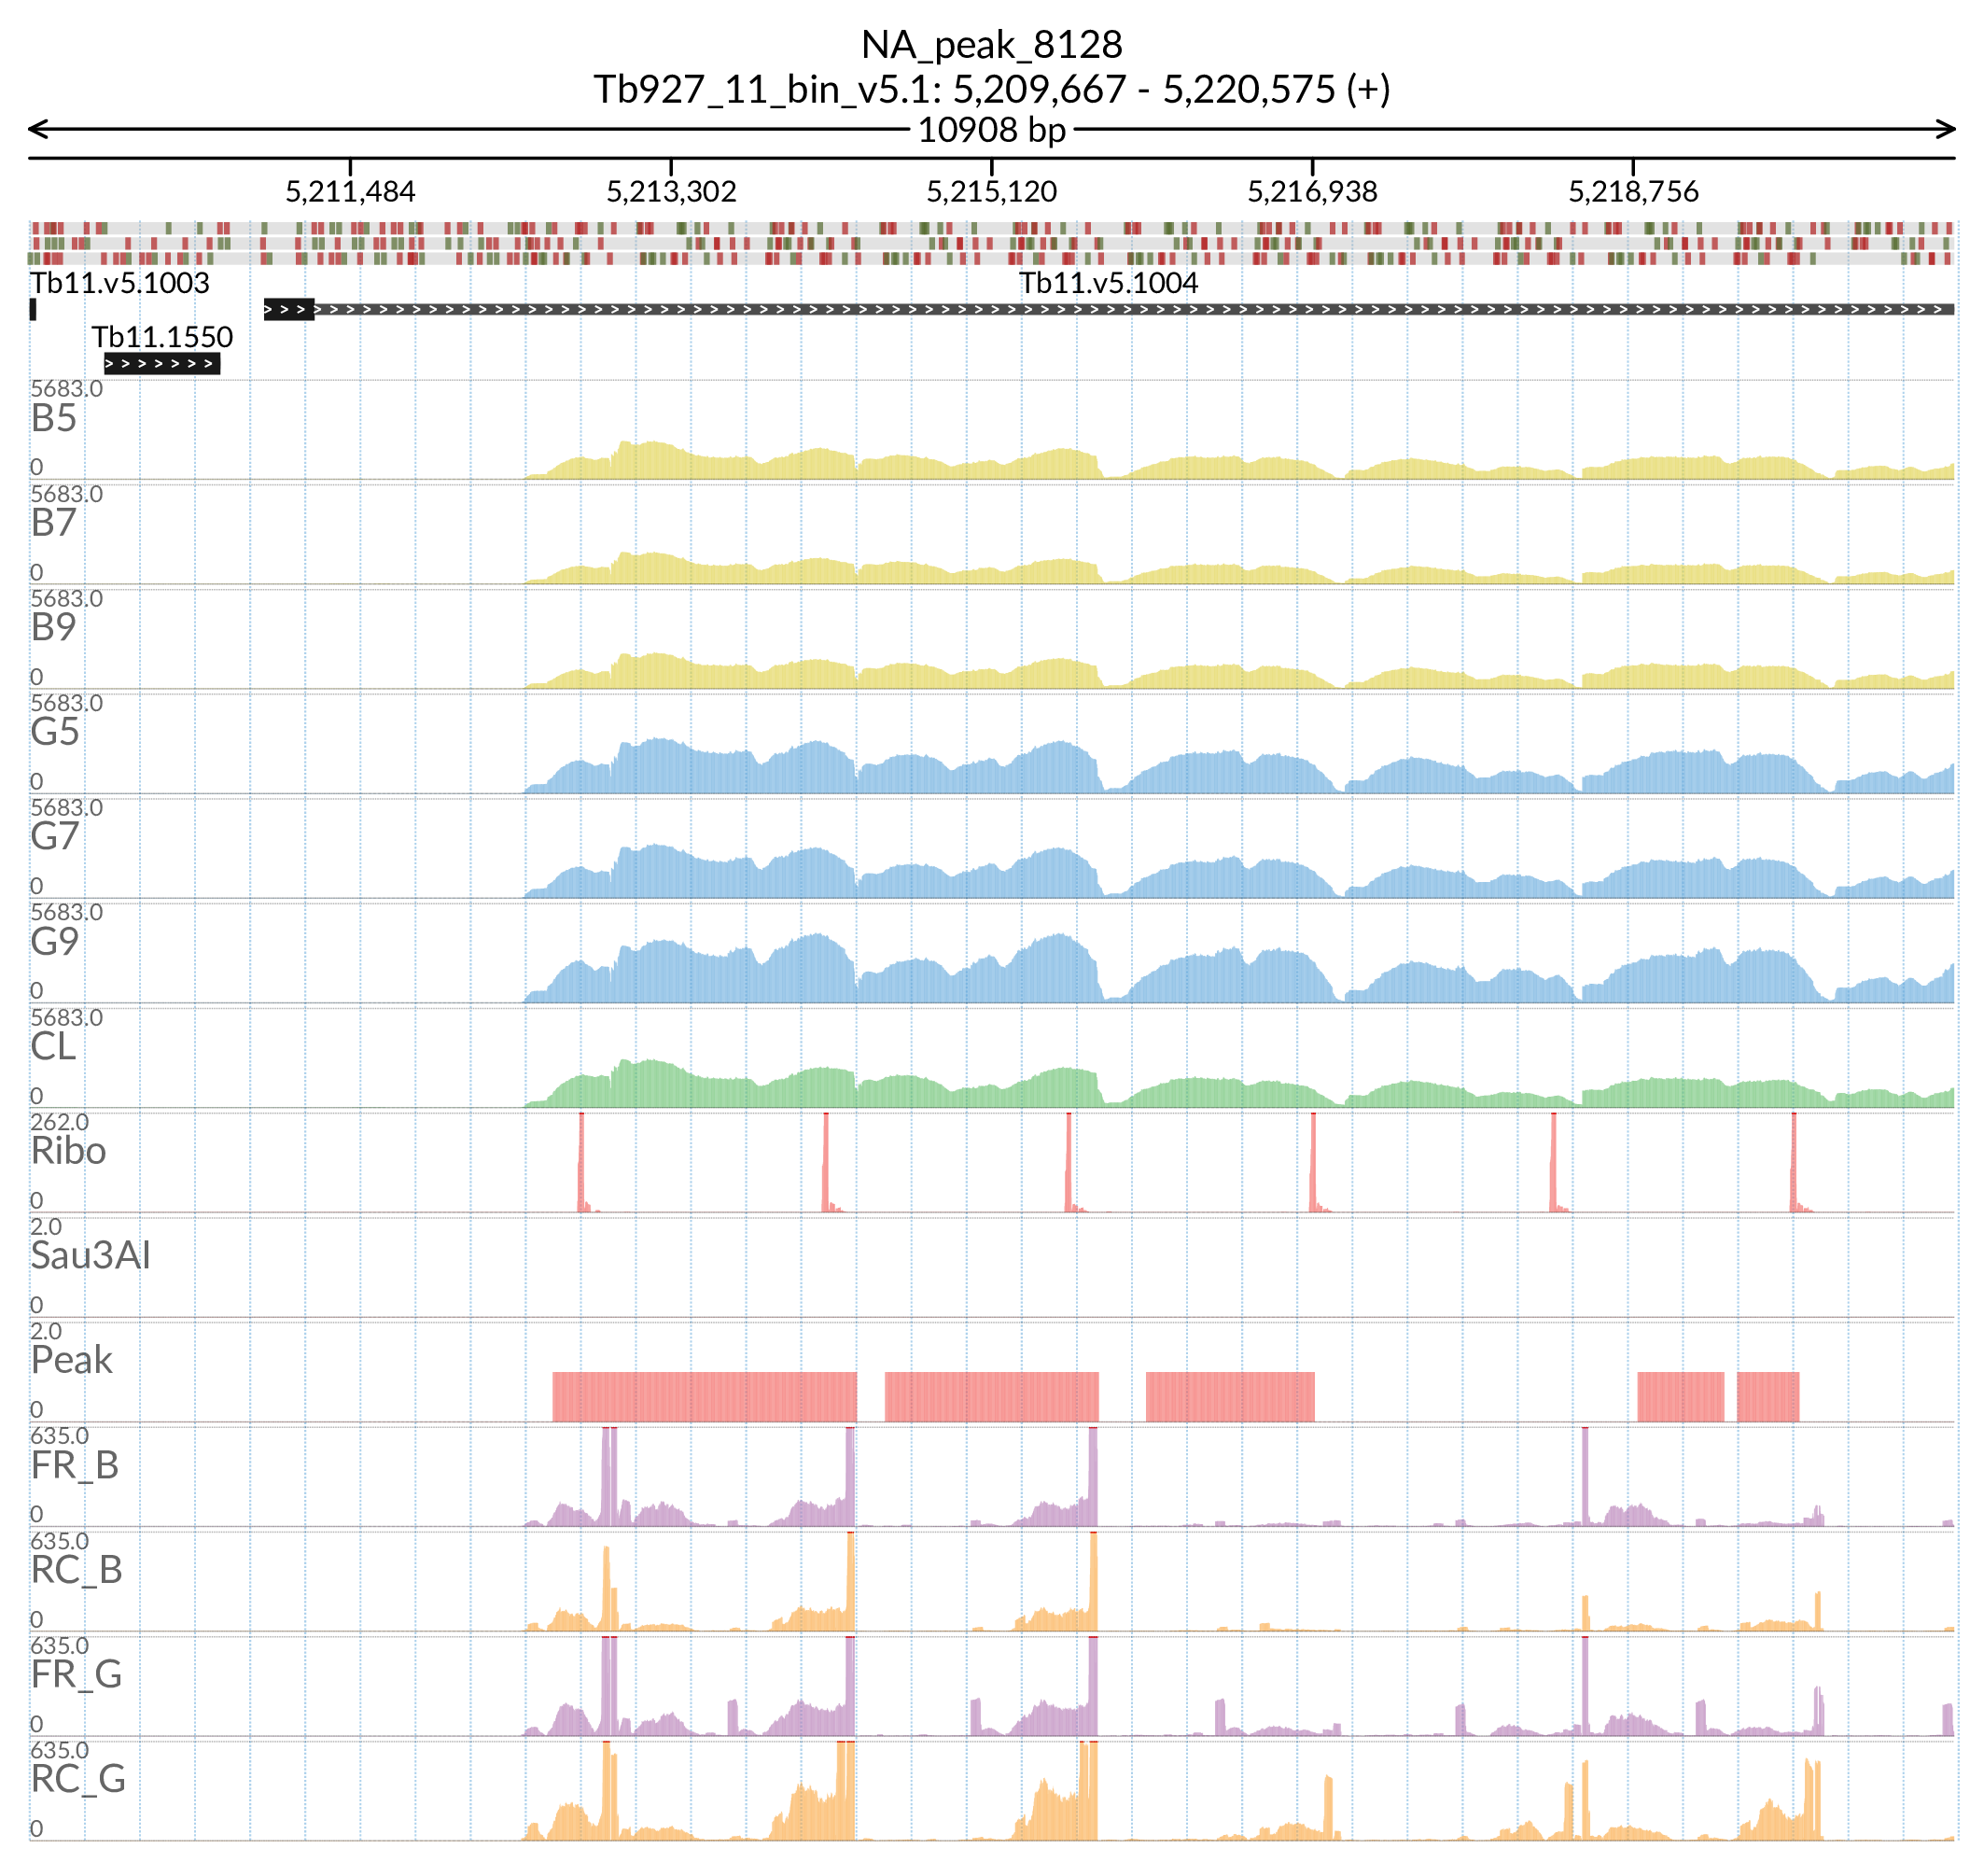 NA_peak_8128
Tb927_11_bin_v5.1: 5,209,667 - 5,220,575 (+)
10908 bp
5,211,484 5,213,302 5,215,120 5,216,938 5,218,756
Tb11.v5.1003 Tb11.v5.1004
Tb11.1550
5683.0
B5
0
5683.0
B7
0
5683.0
B9
0
5683.0
G5
0
5683.0
G7
0
5683.0
G9
0
5683.0
CL
0
262.0
Ribo
0
2.0
Sau3AI
0
2.0
Peak
0
635.0
FR_B
0
635.0
RC_B
0
635.0
FR_G
0
635.0
RC_G
0